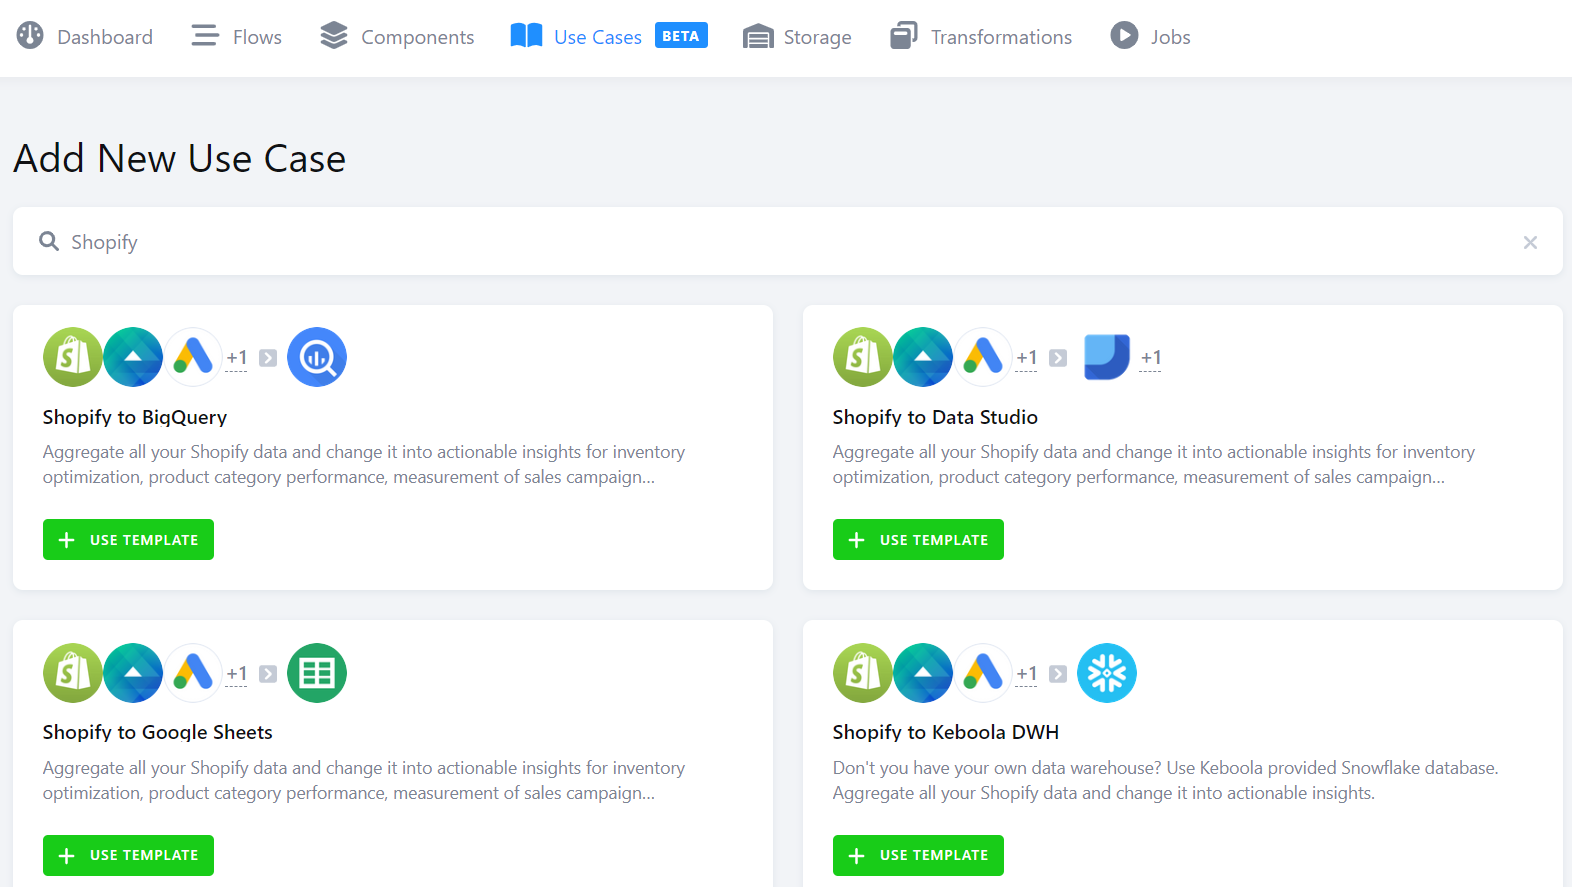 Dashboard Flows Components Use Cases BETA Storage Transformations Jobs
Add New Use Case
Shopify
+1
Shopify to BigQuery
Aggregate all your Shopify data and change it into actionable insights for inventory
optimization, product category performance, measurement of sales campaign...
+ USE TEMPLATE
+1 +1
Shopify to Data Studio
Aggregate all your Shopify data and change it into actionable insights for inventory
optimization, product category performance, measurement of sales campaign...
+ USE TEMPLATE
+1
Shopify to Google Sheets
Aggregate all your Shopify data and change it into actionable insights for inventory
optimization, product category performance, measurement of sales campaign...
+ USE TEMPLATE
+1
Shopify to Keboola DWH
Don't you have your own data warehouse? Use Keboola provided Snowflake database.
Aggregate all your Shopify data and change it into actionable insights.
+ USE TEMPLATE